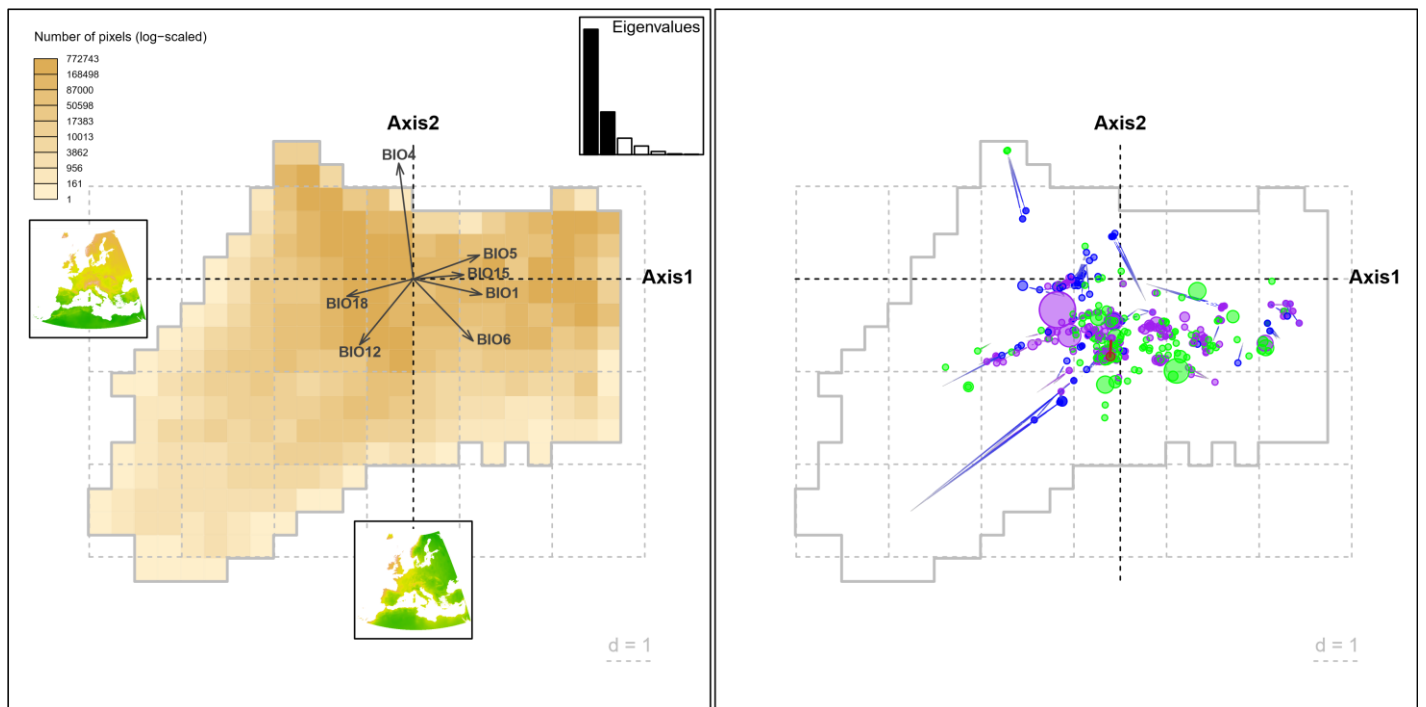 Number of pixels (log−scaled)
772743
168498
87000
50598
17383
10013
3862
956
161
1
Eigenvalues
Axis2
BIO4
BIO5
BIO15
Axis1
BIO1
BIO18
BIO12
BIO6
d = 1
Axis2
Axis1
d = 1